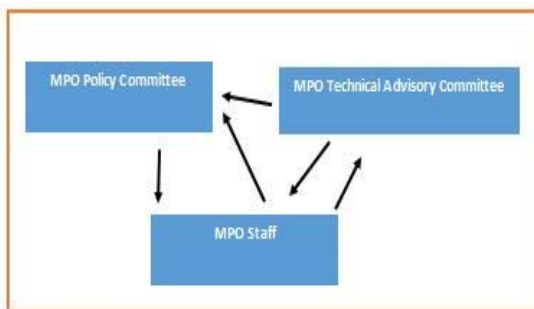 MPO Policy Committee
MPO Technical Advisory Committee
MPO Staff